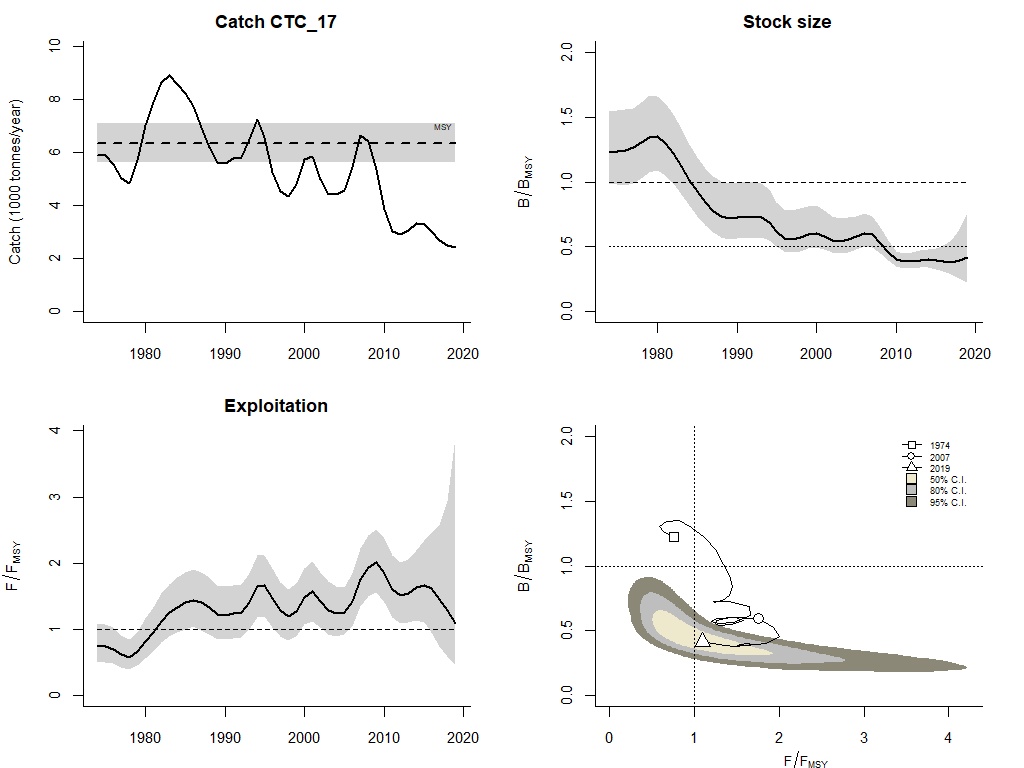 Catch CTC_17
Catch (1000 tonnes/year)
10
8
6
4
2
0
MSY
1980 1990 2000 2010 2020
Stock size
B/BMSY
2.0
1.5
1.0
0.5
0.0
1980 1990 2000 2010 2020
Exploitation
F/FMSY
4
3
2
1
0
1980 1990 2000 2010 2020
B/BMSY
2.0
1.5
1.0
0.5
0.0
1974
2007
2019
50% C.I.
80% C.I.
95% C.I.
0 1 2 3 4
F/FMSY